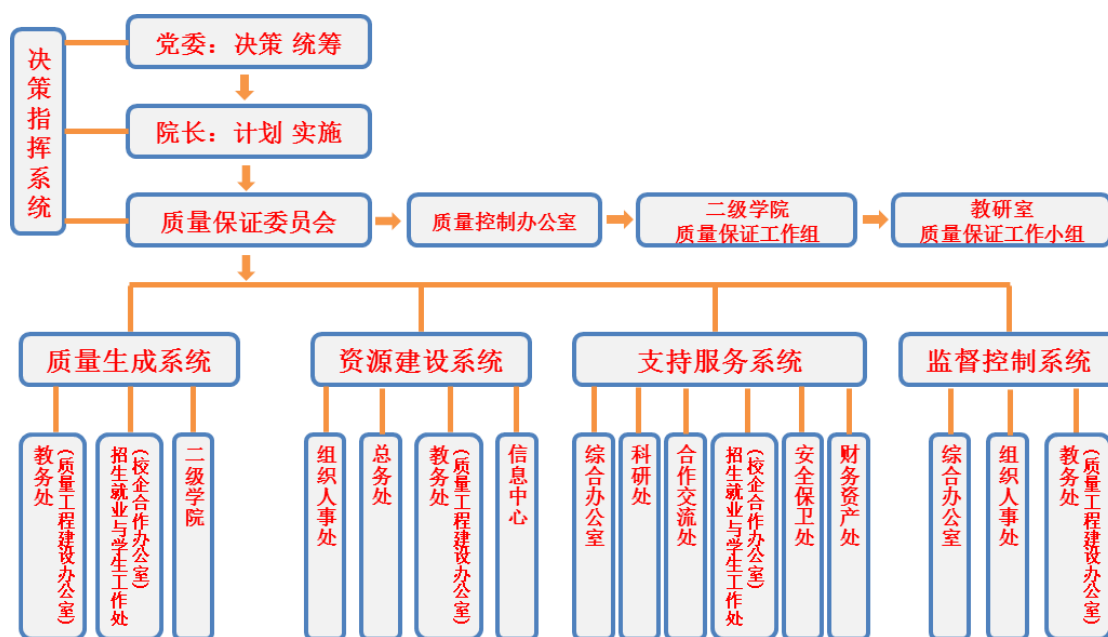 决策指挥系统
党委：决策 统筹
院长：计划 实施
质量保证委员会
质量控制办公室
二级学院
质量保证工作组
教研室
质量保证工作小组
质量生成系统
资源建设系统
支持服务系统
监督控制系统
教务处
（质量工程建设办公室）
招生就业与学生工作处
（校企合作办公室）
二级学院
组织人事处
总务处
教务处
（质量工程建设办公室）
信息中心
综合办公室
科研处
合作交流处
招生就业与学生工作处
（校企合作办公室）
安全保卫处
财务资产处
综合办公室
组织人事处
教务处
（质量工程建设办公室）